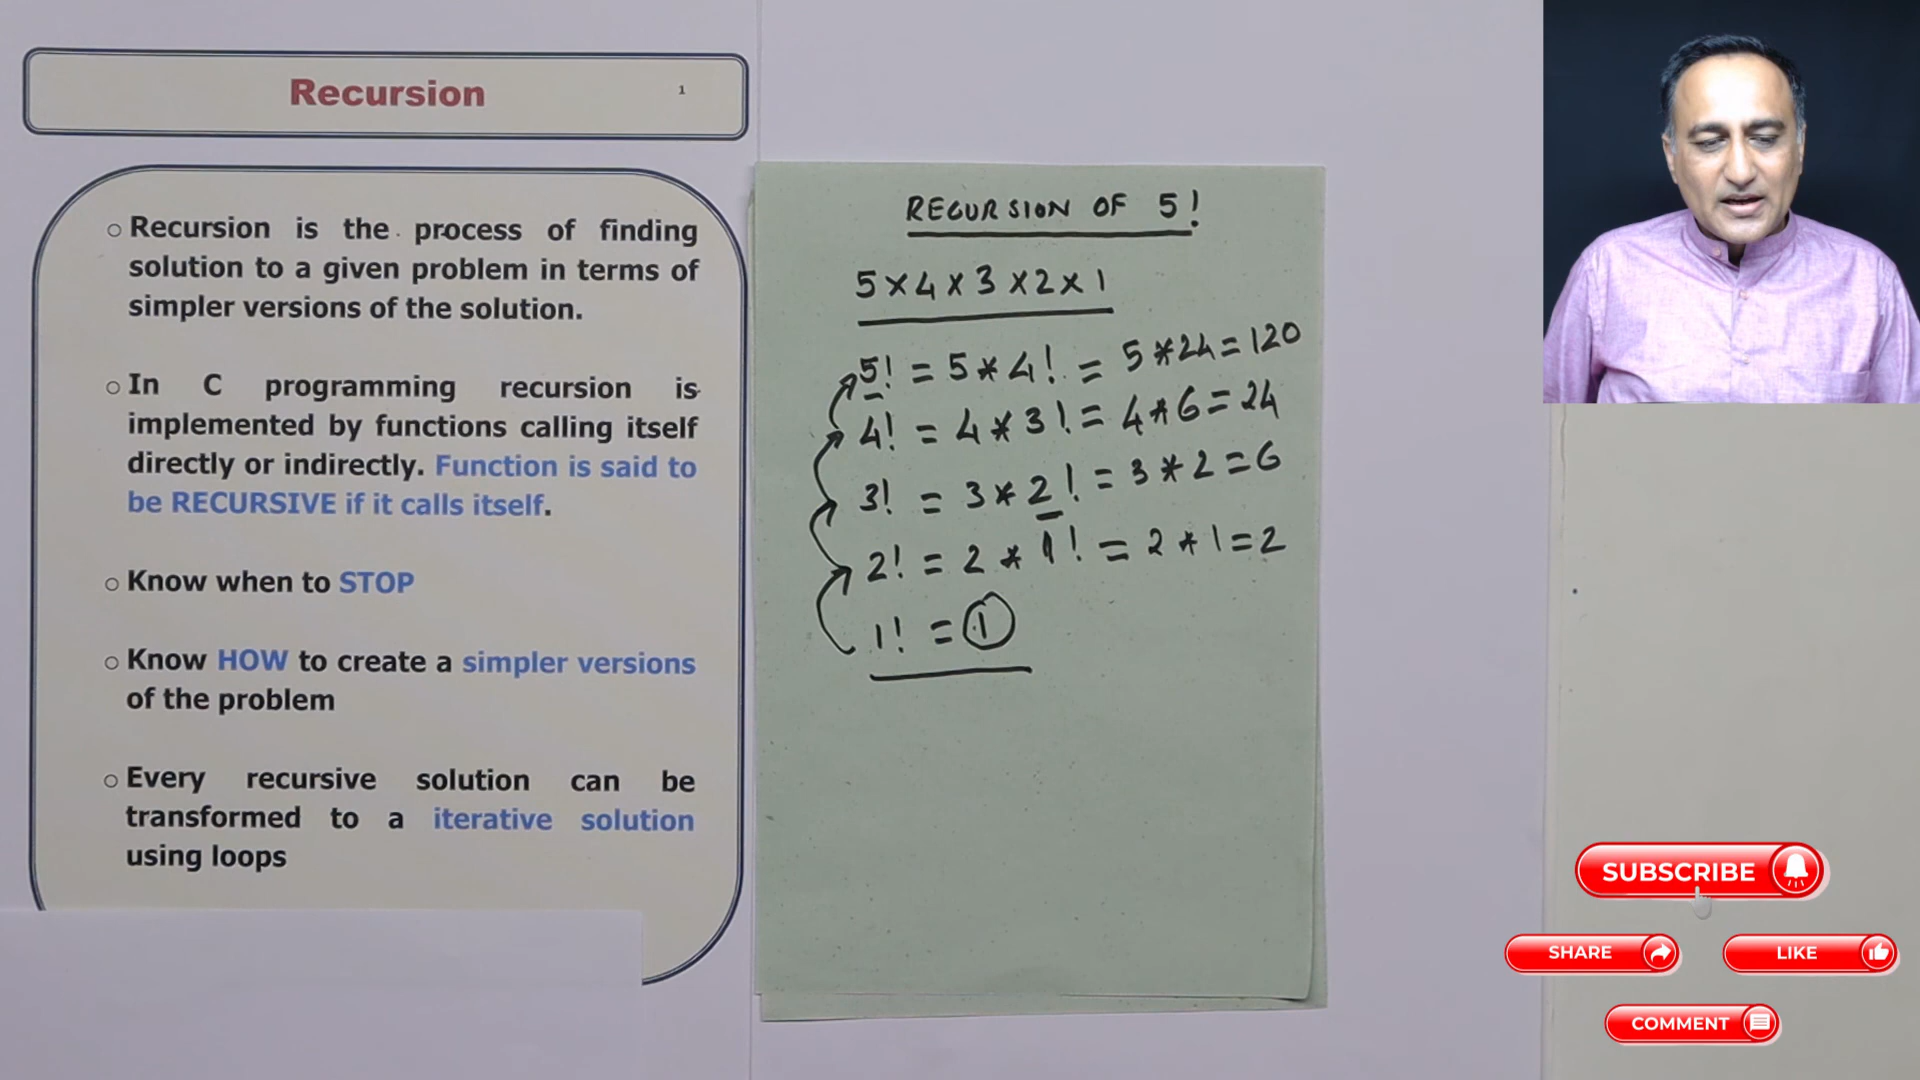 Recursion
1
Recursion is the process of finding
solution to a given problem in terms of
simpler versions of the solution.
In C programming recursion is
implemented by functions calling itself
directly or indirectly. Function is said to
be RECURSIVE if it calls itself.
Know when to STOP
Know HOW to create a simpler versions
of the problem
Every recursive solution can be
transformed to a iterative solution
using loops
RECURSION OF 5!
5×4×3×2×1
5! = 5*4! = 5*24=120
4! = 4*3! = 4*6=24
3! = 3*2! = 3*2=6
2! = 2*1! = 2*1=2
1! = 1
SUBSCRIBE
SHARE
LIKE
COMMENT